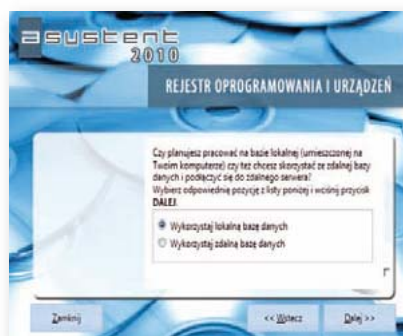 asystent
2010
REJESTR OPROGRAMOWANIA I URZĄDZEŃ
Czy planujesz pracować na bazie lokalnej (umieszczonej na
Twoim komputerze) czy też chcesz skorzystać ze zdalnej bazy
danych i podłączyć się do zdalnego serwera?
Wybierz odpowiednią pozycję z listy poniżej i wciśnij przycisk
DALEJ.
Wykorzystaj lokalną bazę danych
Wykorzystaj zdalną bazę danych
Zamknij
<< Wstecz
Dalej >>